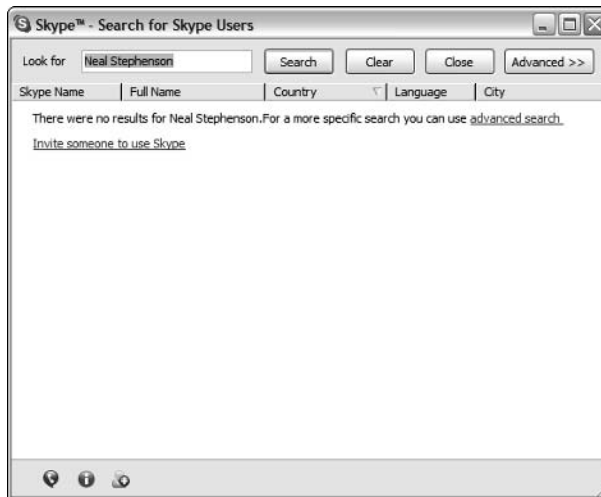 Skype™ - Search for Skype Users
Look for Neal Stephenson Search Clear Close Advanced >>
Skype Name Full Name Country Language City
There were no results for Neal Stephenson.For a more specific search you can use advanced search
Invite someone to use Skype